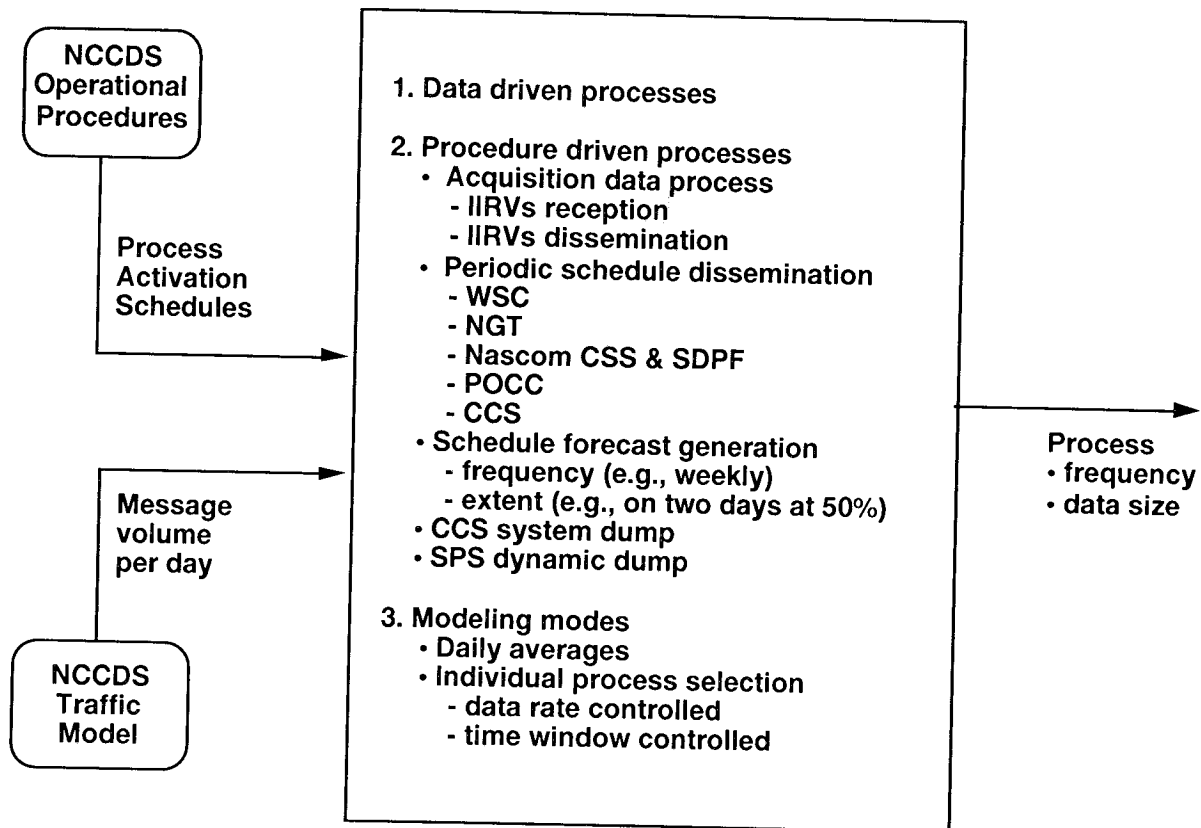 NCCDS
Operational
Procedures
Process
Activation
Schedules
Message
volume
per day
NCCDS
Traffic
Model
1. Data driven processes
2. Procedure driven processes
• Acquisition data process
- IIRVs reception
- IIRVs dissemination
• Periodic schedule dissemination
- WSC
- NGT
- Nascom CSS & SDPF
- POCC
- CCS
• Schedule forecast generation
- frequency (e.g., weekly)
- extent (e.g., on two days at 50%)
• CCS system dump
• SPS dynamic dump
3. Modeling modes
• Daily averages
• Individual process selection
- data rate controlled
- time window controlled
Process
• frequency
• data size